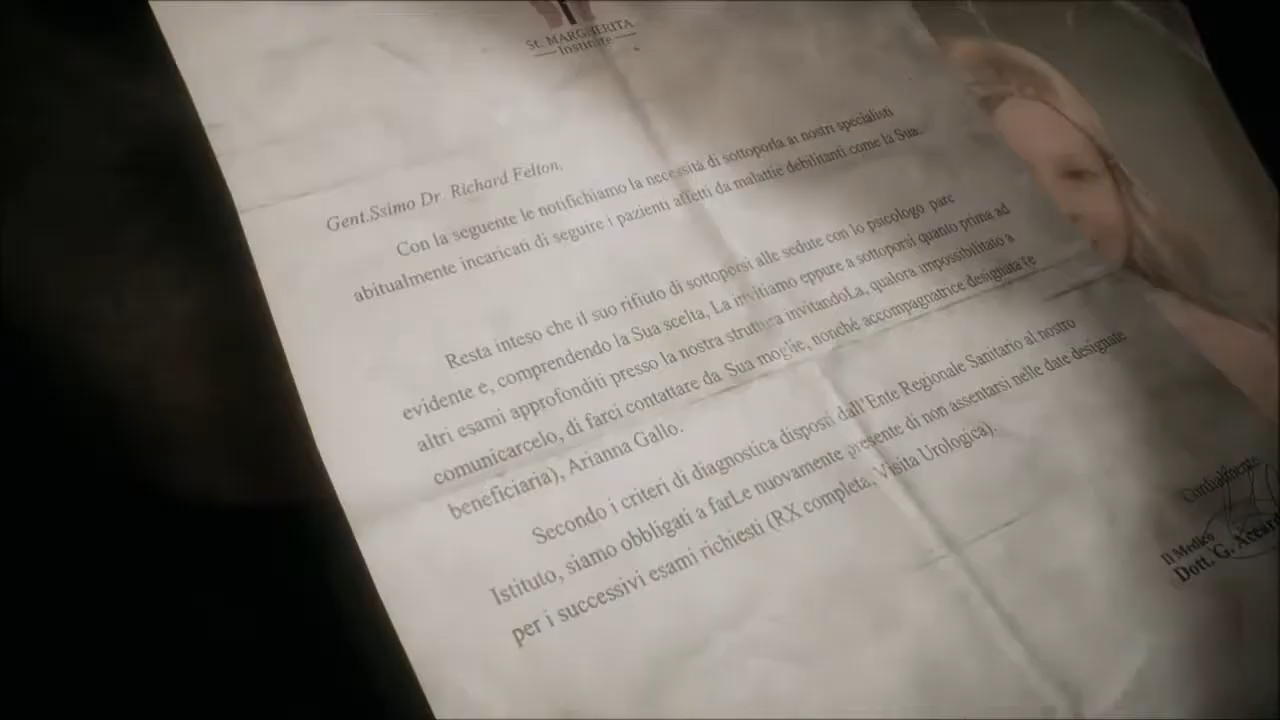 St. MARGHERITA
Institute
Gent.Ssimo Dr. Richard Felton,
Con la seguente le notifichiamo la necessità di sottoporla ai nostri specialisti
abitualmente incaricati di seguire i pazienti affetti da malattie debilitanti come la Sua.
Resta inteso che il suo rifiuto di sottoporsi alle sedute con lo psicologo pare
evidente e, comprendendo la Sua scelta, La invitiamo eppure a sottoporsi quanto prima ad
altri esami approfonditi presso la nostra struttura invitandoLa, qualora impossibilitato a
comunicarcelo, di farci contattare da Sua moglie, nonché accompagnatrice designata (e
beneficiaria), Arianna Gallo.
Secondo i criteri di diagnostica disposti dall'Ente Regionale Sanitario al nostro
Istituto, siamo obbligati a farLe nuovamente presente di non assentarsi nelle date designate
per i successivi esami richiesti (RX completa, Visita Urologica).
Cordialmente
Il Medico
Dott. G.